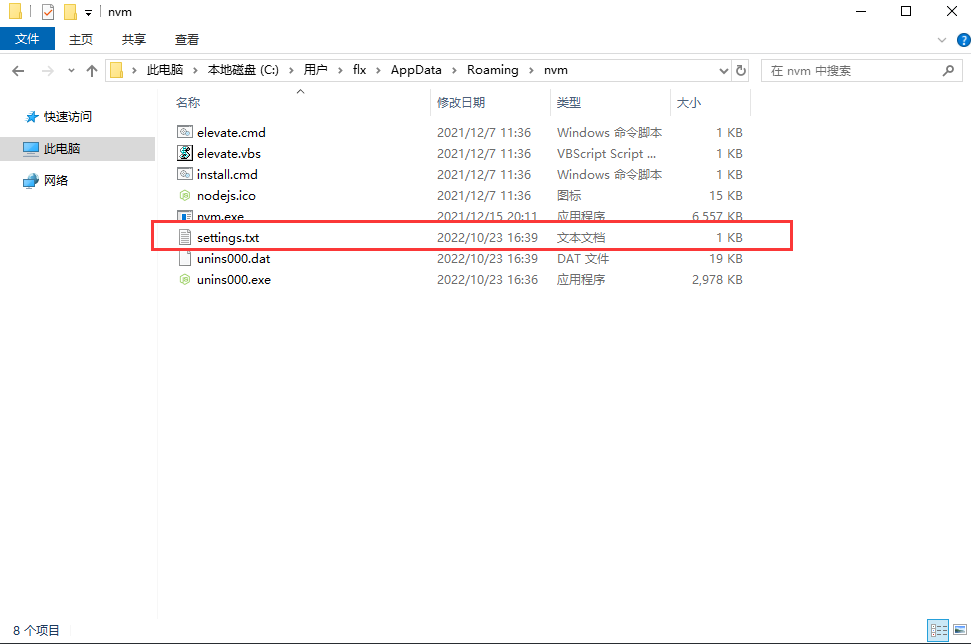 nvm
文件 主页 共享 查看
此电脑 本地磁盘 (C:) 用户 flx AppData Roaming nvm 在 nvm 中搜索
快速访问
此电脑
网络
名称 修改日期 类型 大小
elevate.cmd 2021/12/7 11:36 Windows 命令脚本 1 KB
elevate.vbs 2021/12/7 11:36 VBScript Script ... 1 KB
install.cmd 2021/12/7 11:36 Windows 命令脚本 1 KB
nodejs.ico 2021/12/7 11:36 图标 15 KB
nvm.exe 2021/12/15 20:11 应用程序 6,557 KB
settings.txt 2022/10/23 16:39 文本文档 1 KB
unins000.dat 2022/10/23 16:39 DAT 文件 19 KB
unins000.exe 2022/10/23 16:36 应用程序 2,978 KB
8 个项目